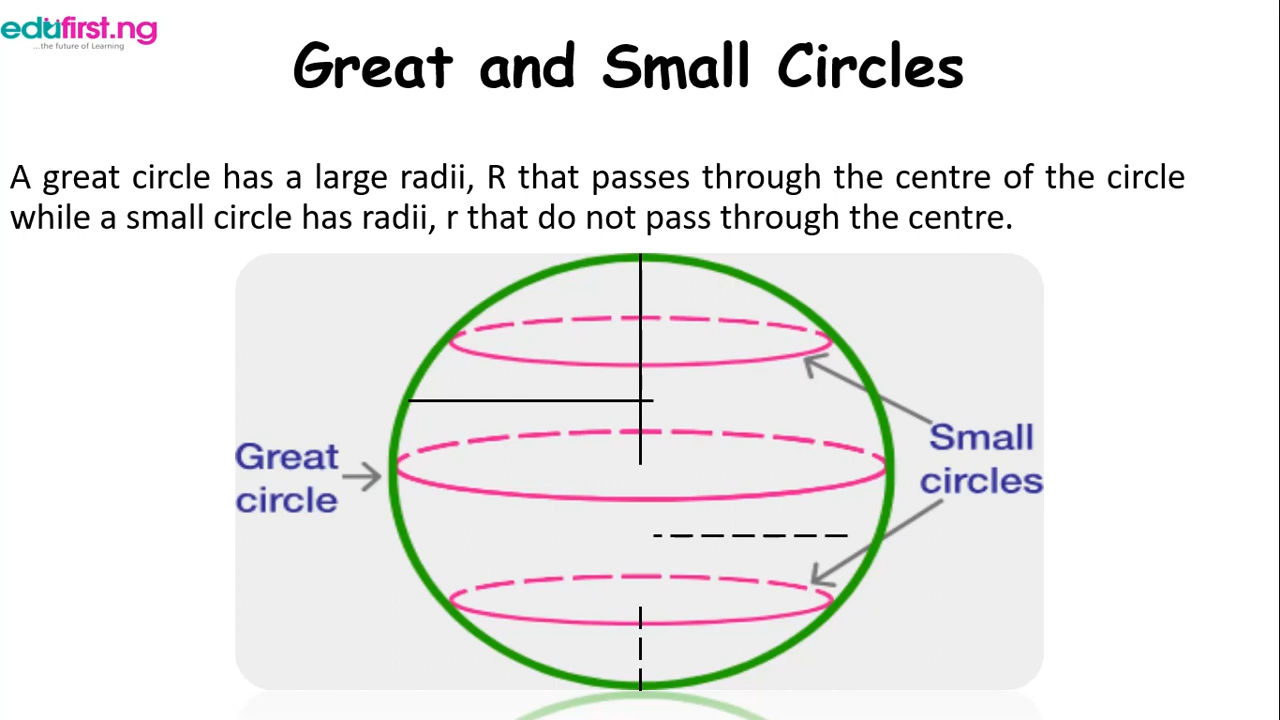 edufirst.ng
...the future of Learning
Great and Small Circles
A great circle has a large radii, R that passes through the centre of the circle
while a small circle has radii, r that do not pass through the centre.
Great
circle
Small
circles